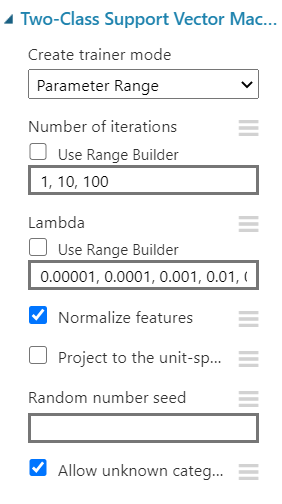 Two-Class Support Vector Mac...
Create trainer mode
Parameter Range
Number of iterations
Use Range Builder
1, 10, 100
Lambda
Use Range Builder
0.00001, 0.0001, 0.001, 0.01,
Normalize features
Project to the unit-sp...
Random number seed
Allow unknown categ...